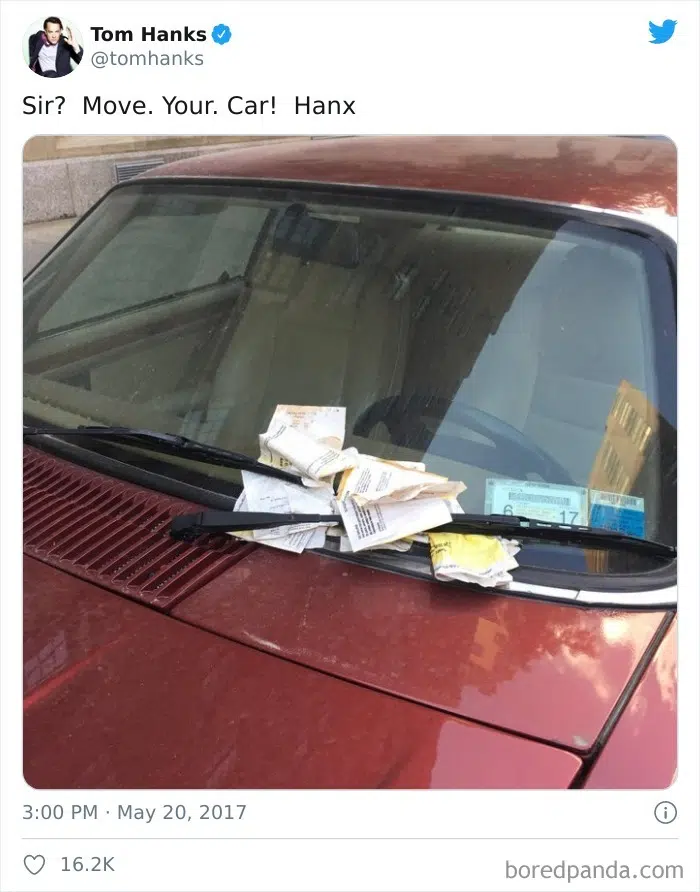 Tom Hanks
@tomhanks
Sir?  Move. Your. Car!  Hanx
6 17
3:00 PM · May 20, 2017
16.2K
boredpanda.com